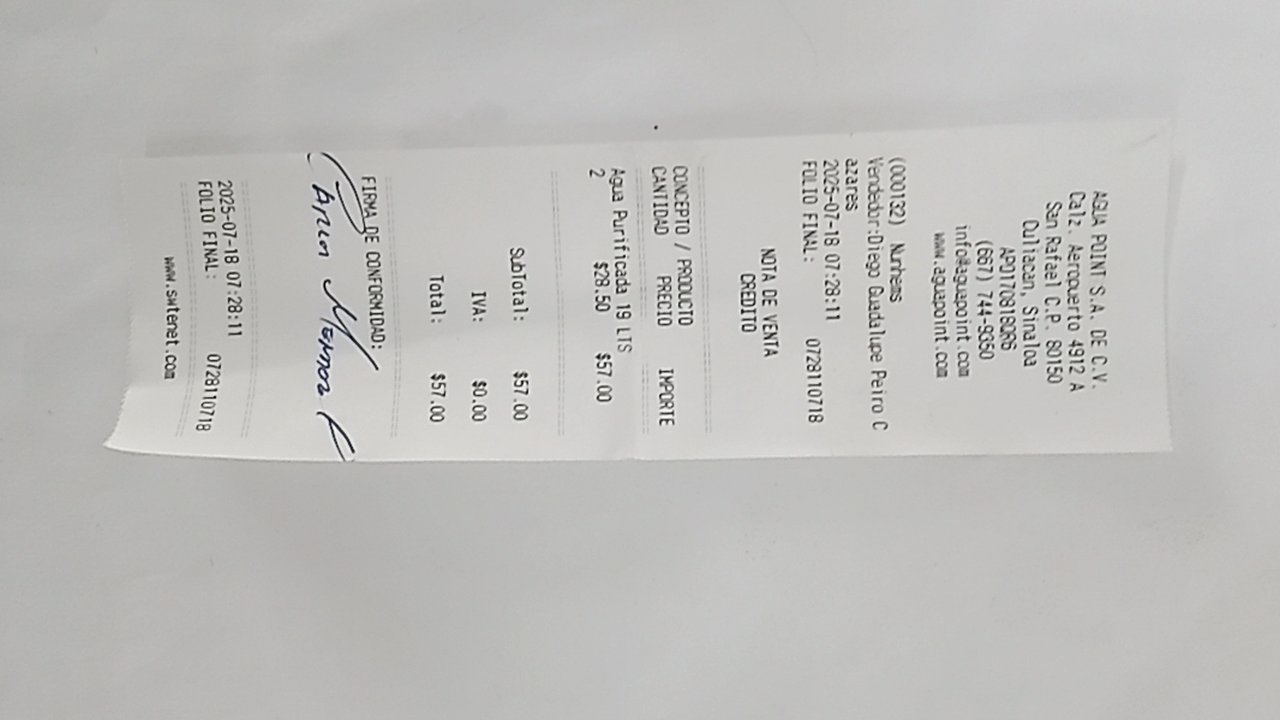 AGUA POINT S.A. DE C.V.
Calz. Aeropuerto 4912 A
San Rafael C.P. 80150
Culiacan, Sinaloa
APO170818QR6
(667) 744-9350
info@aguapoint.com
www.aguapoint.com
(000132) Nunhems
Vendedor:Diego Guadalupe Peiro C
azares
2025-07-18 07:28:11
FOLIO FINAL: 0728110718
NOTA DE VENTA
CREDITO
CONCEPTO / PRODUCTO
CANTIDAD PRECIO IMPORTE
Agua Purificada 19 LTS
2 $28.50 $57.00
SubTotal: $57.00
IVA: $0.00
Total: $57.00
FIRMA DE CONFORMIDAD:
2025-07-18 07:28:11
FOLIO FINAL: 0728110718
www.swtenet.com